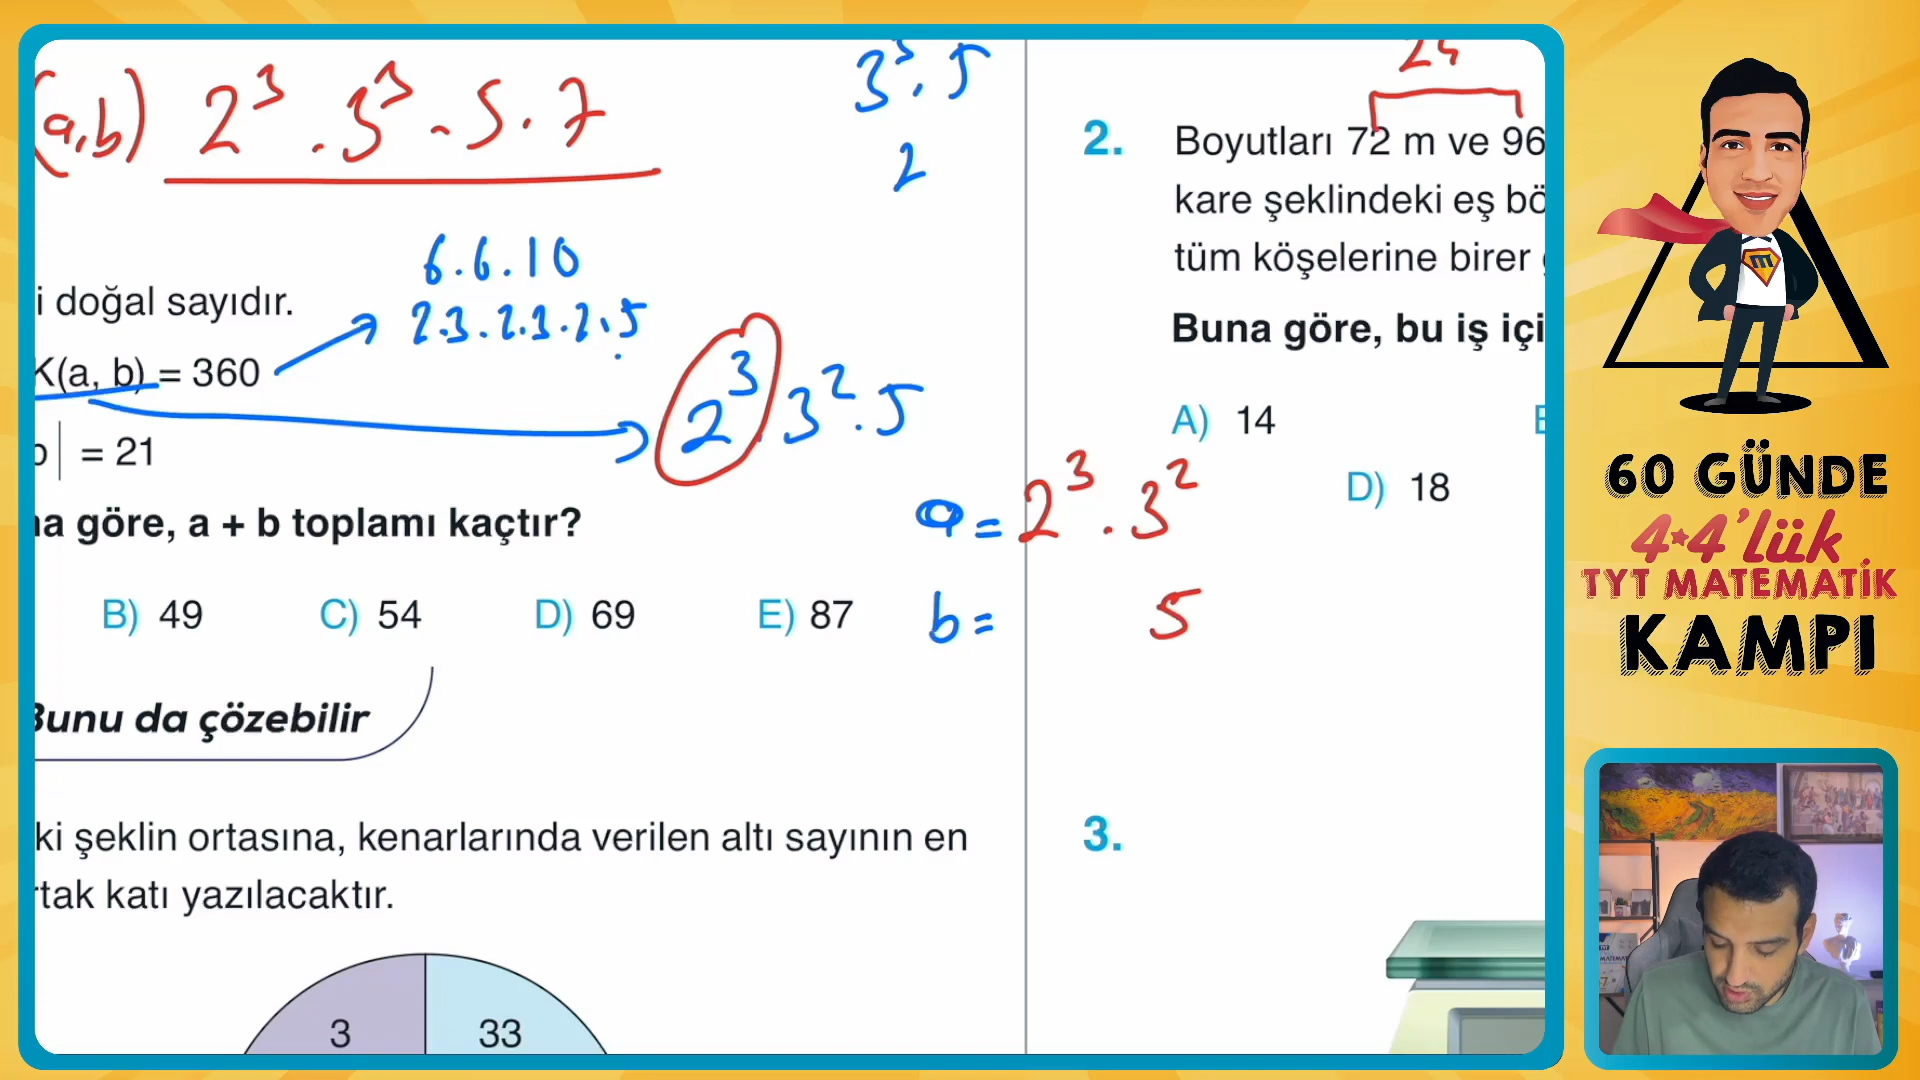 (a,b) 2³ . 3³ . 5 . 7
3³ . 5
2
6.6.10
2.3.2.3.2.5
i doğal sayıdır.
K(a, b) = 360
2³ . 3² . 5
b| = 21
na göre, a + b toplamı kaçtır?
a = 2³ . 3²
b = 5
B) 49 C) 54 D) 69 E) 87
Bunu da çözebilir
ki şeklin ortasına, kenarlarında verilen altı sayının en
rtak katı yazılacaktır.
3 33
24
2. Boyutları 72 m ve 96
kare şeklindeki eş bö
tüm köşelerine birer
Buna göre, bu iş içi
A) 14
D) 18
3.
60 GÜNDE
4*4'lük
TYT MATEMATİK
KAMPI